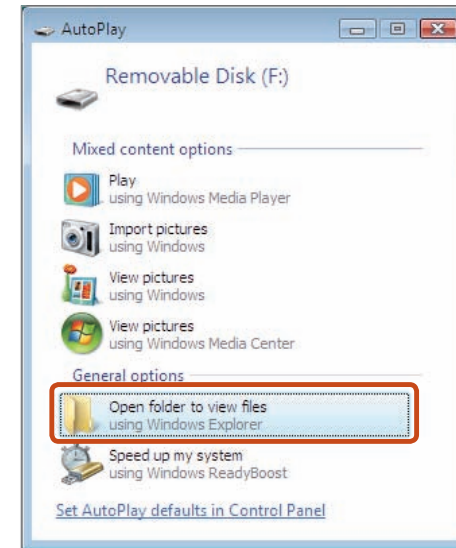 AutoPlay
Removable Disk (F:)
Mixed content options
Play
using Windows Media Player
Import pictures
using Windows
View pictures
using Windows
View pictures
using Windows Media Center
General options
Open folder to view files
using Windows Explorer
Speed up my system
using Windows ReadyBoost
Set AutoPlay defaults in Control Panel